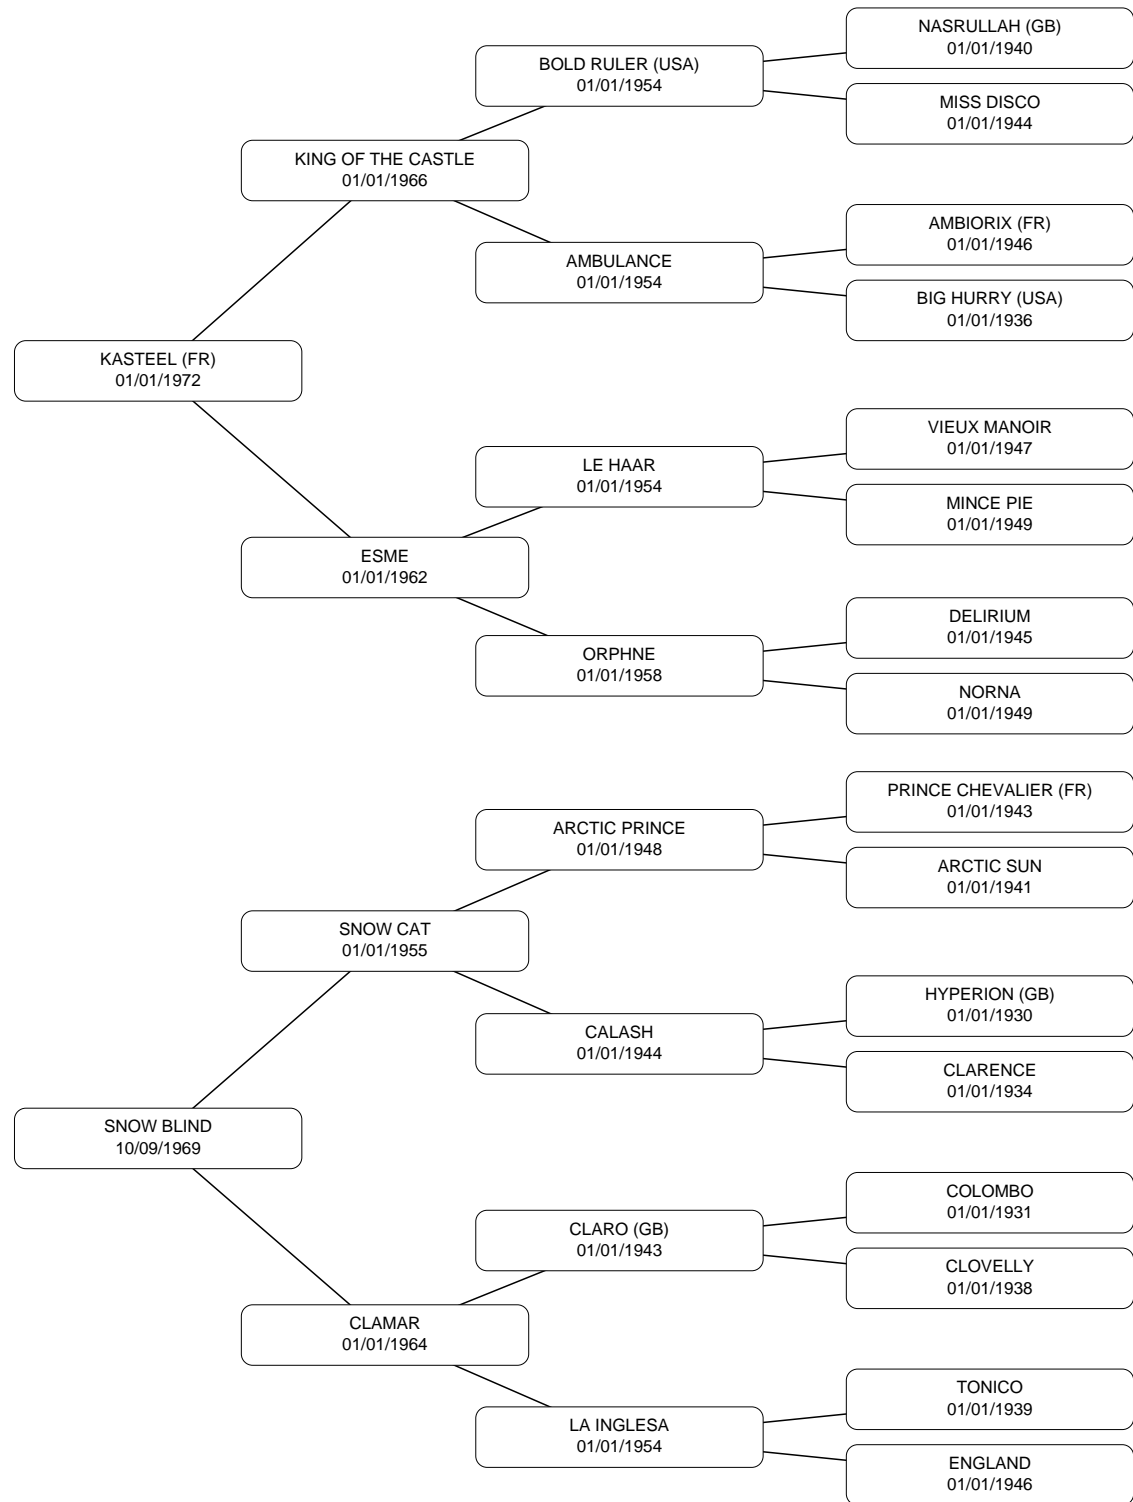 NASRULLAH (GB)
01/01/1940
BOLD RULER (USA)
01/01/1954
MISS DISCO
01/01/1944
KING OF THE CASTLE
01/01/1966
AMBIORIX (FR)
01/01/1946
AMBULANCE
01/01/1954
BIG HURRY (USA)
01/01/1936
KASTEEL (FR)
01/01/1972
VIEUX MANOIR
01/01/1947
LE HAAR
01/01/1954
MINCE PIE
01/01/1949
ESME
01/01/1962
DELIRIUM
01/01/1945
ORPHNE
01/01/1958
NORNA
01/01/1949
PRINCE CHEVALIER (FR)
01/01/1943
ARCTIC PRINCE
01/01/1948
ARCTIC SUN
01/01/1941
SNOW CAT
01/01/1955
HYPERION (GB)
01/01/1930
CALASH
01/01/1944
CLARENCE
01/01/1934
SNOW BLIND
10/09/1969
COLOMBO
01/01/1931
CLARO (GB)
01/01/1943
CLOVELLY
01/01/1938
CLAMAR
01/01/1964
TONICO
01/01/1939
LA INGLESA
01/01/1954
ENGLAND
01/01/1946